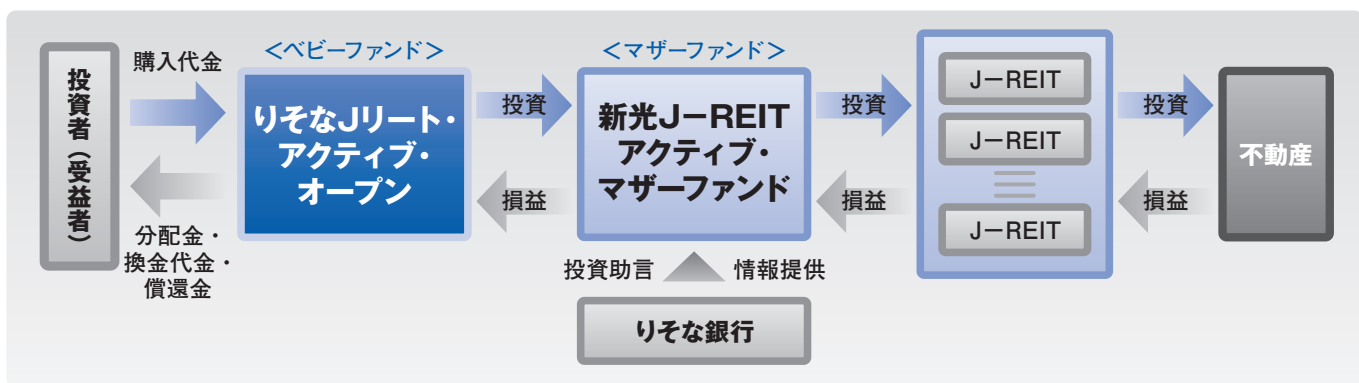 投資者（受益者）
購入代金
分配金・
換金代金・
償還金
＜ベビーファンド＞
りそなJリート・
アクティブ・
オープン
投資
損益
＜マザーファンド＞
新光J－REIT
アクティブ・
マザーファンド
投資助言
情報提供
りそな銀行
投資
損益
J－REIT
J－REIT
J－REIT
投資
損益
不動産